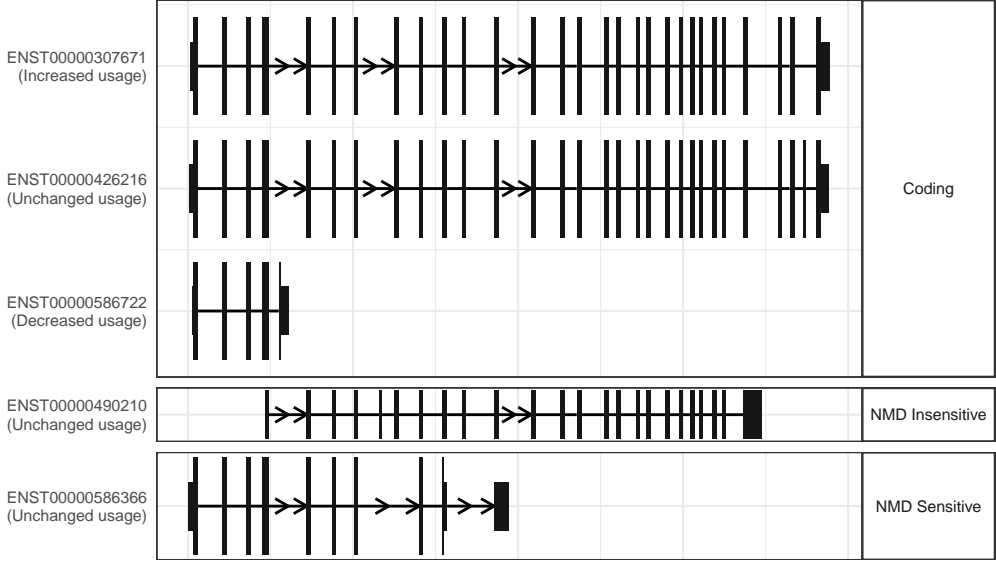 ENST00000307671
(Increased usage)
ENST00000426216
(Unchanged usage)
Coding
ENST00000586722
(Decreased usage)
ENST00000490210
(Unchanged usage)
NMD Insensitive
ENST00000586366
(Unchanged usage)
NMD Sensitive